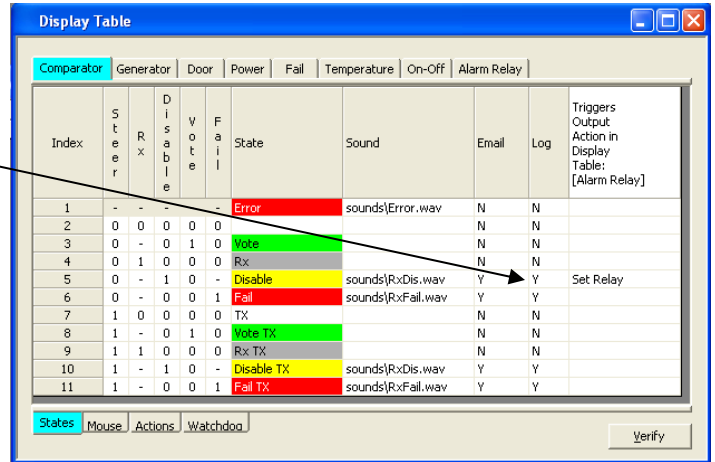 Display Table
Comparator Generator Door Power Fail Temperature On-Off Alarm Relay
Index Steer Rx Disable Vote Fail State Sound Email Log Triggers Output Action in Display Table: [Alarm Relay]
1 - - - - - Error sounds\Error.wav N N
2 0 0 0 0 0 N N
3 0 - 0 1 0 Vote N N
4 0 1 0 0 0 Rx N N
5 0 - 1 0 - Disable sounds\RxDis.wav Y Y Set Relay
6 0 - 0 0 1 Fail sounds\RxFail.wav Y Y
7 1 0 0 0 0 TX N N
8 1 - 0 1 0 Vote TX N N
9 1 1 0 0 0 Rx TX N N
10 1 - 1 0 - Disable TX sounds\RxDis.wav Y Y
11 1 - 0 0 1 Fail TX sounds\RxFail.wav Y Y
States Mouse Actions Watchdog
Verify